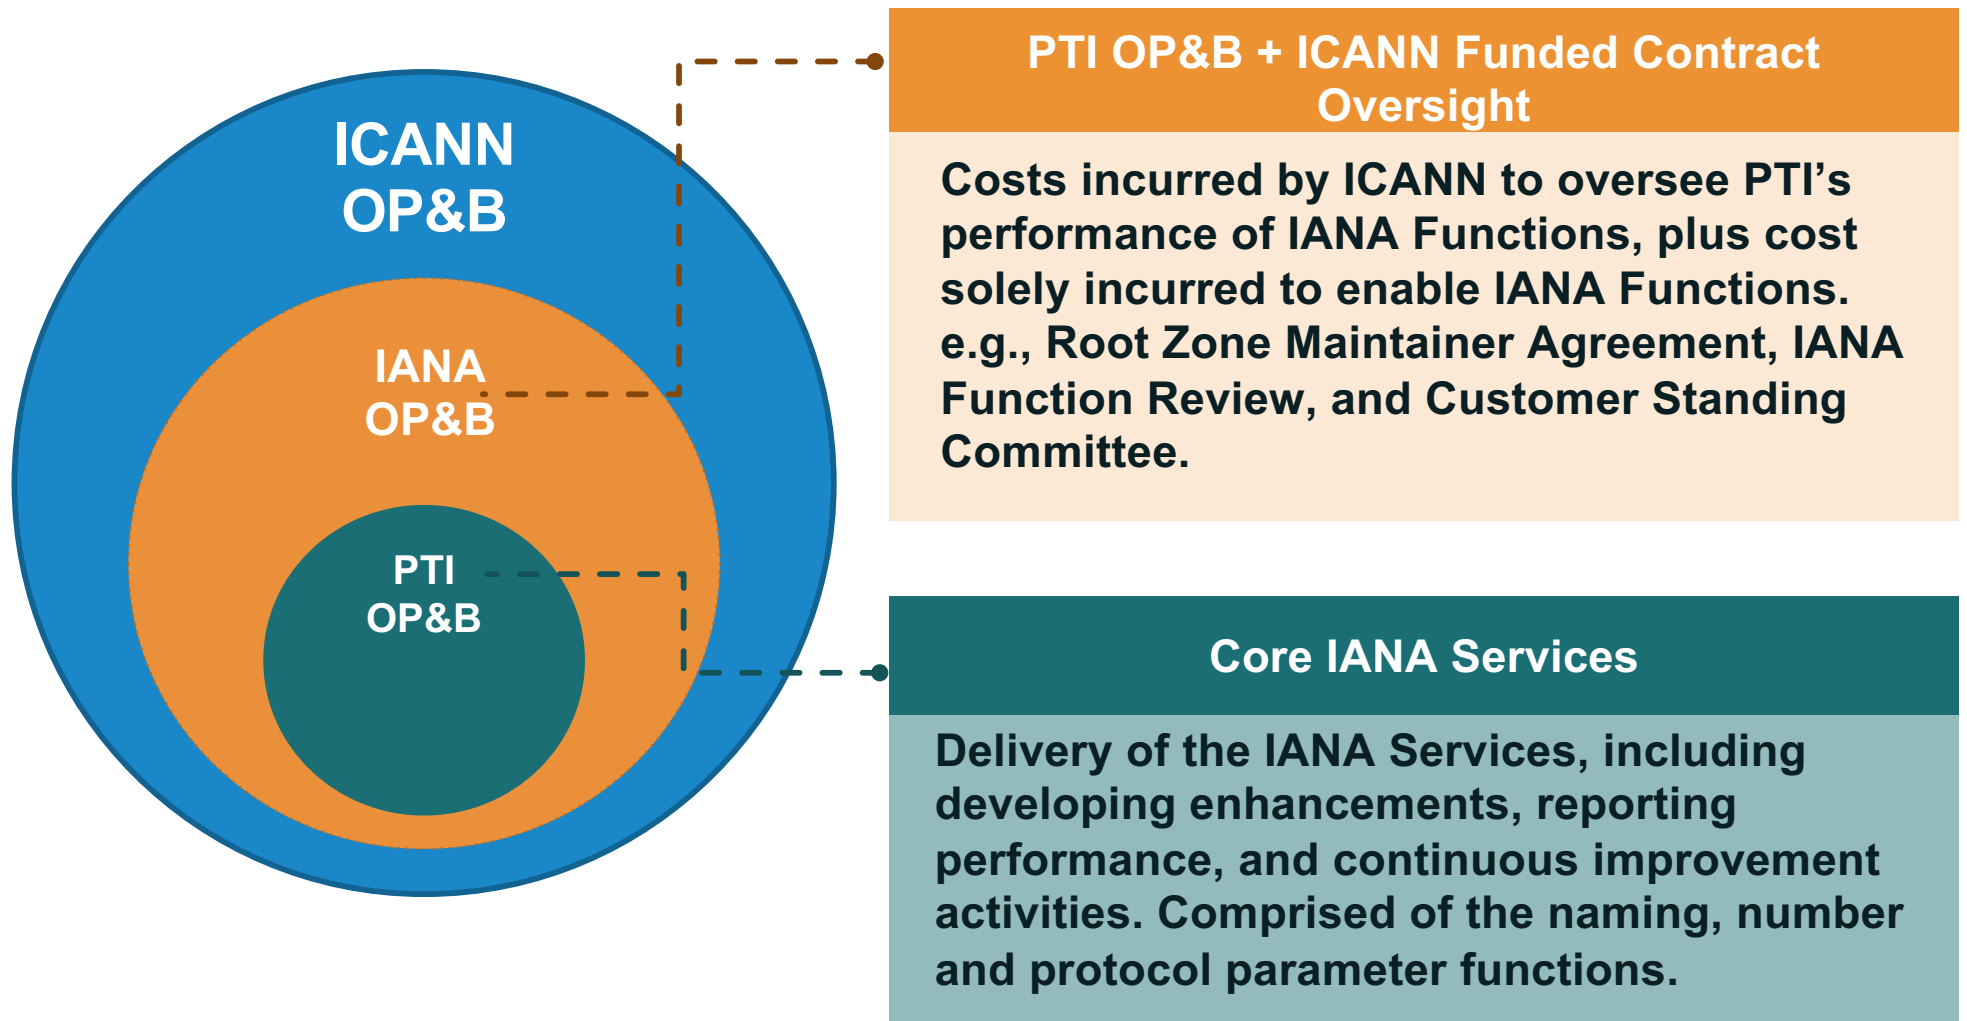 ICANN
OP&B
IANA
OP&B
PTI
OP&B
PTI OP&B + ICANN Funded Contract
Oversight
Costs incurred by ICANN to oversee PTI’s
performance of IANA Functions, plus cost
solely incurred to enable IANA Functions.
e.g., Root Zone Maintainer Agreement, IANA
Function Review, and Customer Standing
Committee.
Core IANA Services
Delivery of the IANA Services, including
developing enhancements, reporting
performance, and continuous improvement
activities. Comprised of the naming, number
and protocol parameter functions.